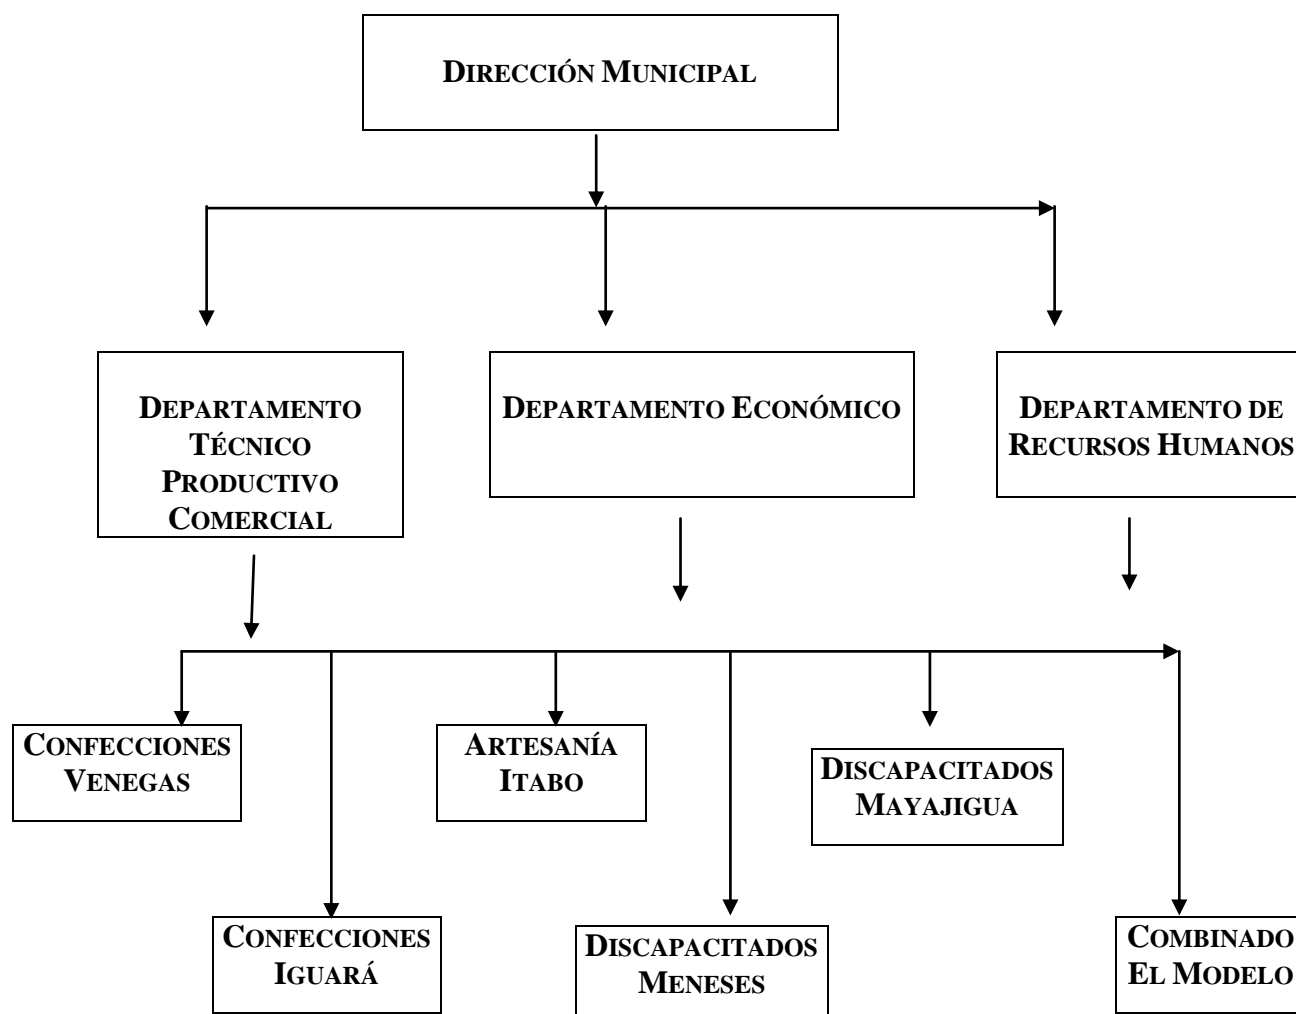 DIRECCIÓN MUNICIPAL
DEPARTAMENTO
TÉCNICO
PRODUCTIVO
COMERCIAL
DEPARTAMENTO ECONÓMICO
DEPARTAMENTO DE
RECURSOS HUMANOS
CONFECCIONES
VENEGAS
ARTESANÍA
ITABO
DISCAPACITADOS
MAYAJIGUA
CONFECCIONES
IGUARÁ
DISCAPACITADOS
MENESES
COMBINADO
EL MODELO